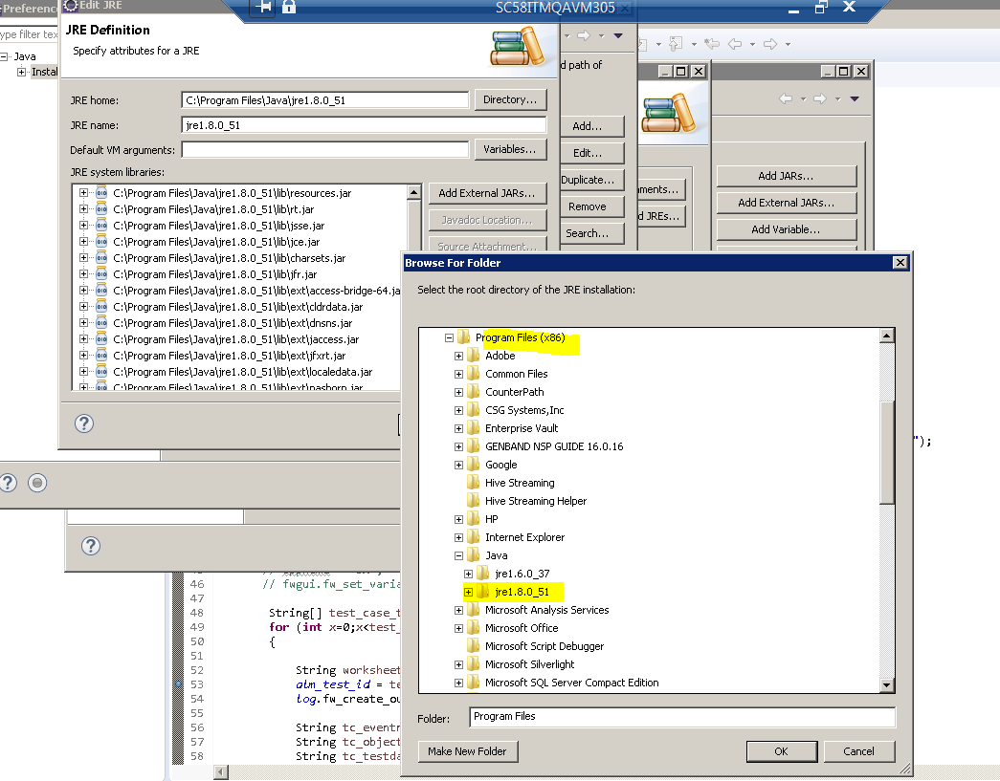 Preference
Edit JRE
SC58ITMQAVM305
JRE Definition
Specify attributes for a JRE
ype filter tex
Java
Instal
d path of
JRE home:
C:\Program Files\Java\jre1.8.0_51
Directory...
JRE name:
jre1.8.0_51
Default VM arguments:
Variables...
JRE system libraries:
C:\Program Files\Java\jre1.8.0_51\lib\resources.jar
C:\Program Files\Java\jre1.8.0_51\lib\rt.jar
C:\Program Files\Java\jre1.8.0_51\lib\jsse.jar
C:\Program Files\Java\jre1.8.0_51\lib\jce.jar
C:\Program Files\Java\jre1.8.0_51\lib\charsets.jar
C:\Program Files\Java\jre1.8.0_51\lib\jfr.jar
C:\Program Files\Java\jre1.8.0_51\lib\ext\access-bridge-64.ja
C:\Program Files\Java\jre1.8.0_51\lib\ext\cldrdata.jar
C:\Program Files\Java\jre1.8.0_51\lib\ext\dnsns.jar
C:\Program Files\Java\jre1.8.0_51\lib\ext\jaccess.jar
C:\Program Files\Java\jre1.8.0_51\lib\ext\jfxrt.jar
C:\Program Files\Java\jre1.8.0_51\lib\ext\localedata.jar
C:\Program Files\Java\jre1.8.0_51\lib\ext\nashorn.jar
Add External JARs...
Javadoc Location...
Source Attachment...
Add...
Edit...
Duplicate...
Remove
Search...
ments...
d JREs...
Add JARs...
Add External JARs...
Add Variable...
Browse For Folder
Select the root directory of the JRE installation:
Program Files (x86)
Adobe
Common Files
CounterPath
CSG Systems,Inc
Enterprise Vault
GENBAND NSP GUIDE 16.0.16
Google
Hive Streaming
Hive Streaming Helper
HP
Internet Explorer
Java
jre1.6.0_37
jre1.8.0_51
Microsoft Analysis Services
Microsoft Office
Microsoft Script Debugger
Microsoft Silverlight
Microsoft SQL Server Compact Edition
Folder:
Program Files
Make New Folder
OK
Cancel
");
46 // fwgui.fw_set_varia
47
48 String[] test_case_t
49 for (int x=0;x<test_
50 {
51
52 String worksheet
53 alm_test_id = te
54 log.fw_create_ou
55
56 String tc_eventn
57 String tc_object
58 String tc_testda